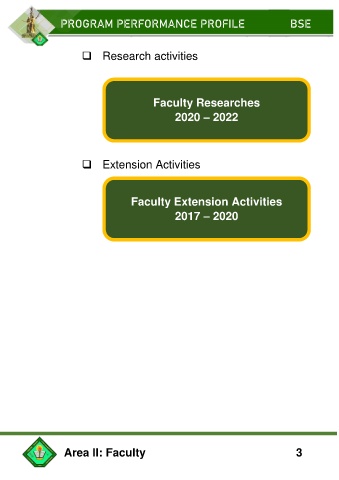 PROGRAM PERFORMANCE PROFILE BSE
Research activities
Faculty Researches
2020 – 2022
Extension Activities
Faculty Extension Activities
2017 – 2020
Area II: Faculty 3